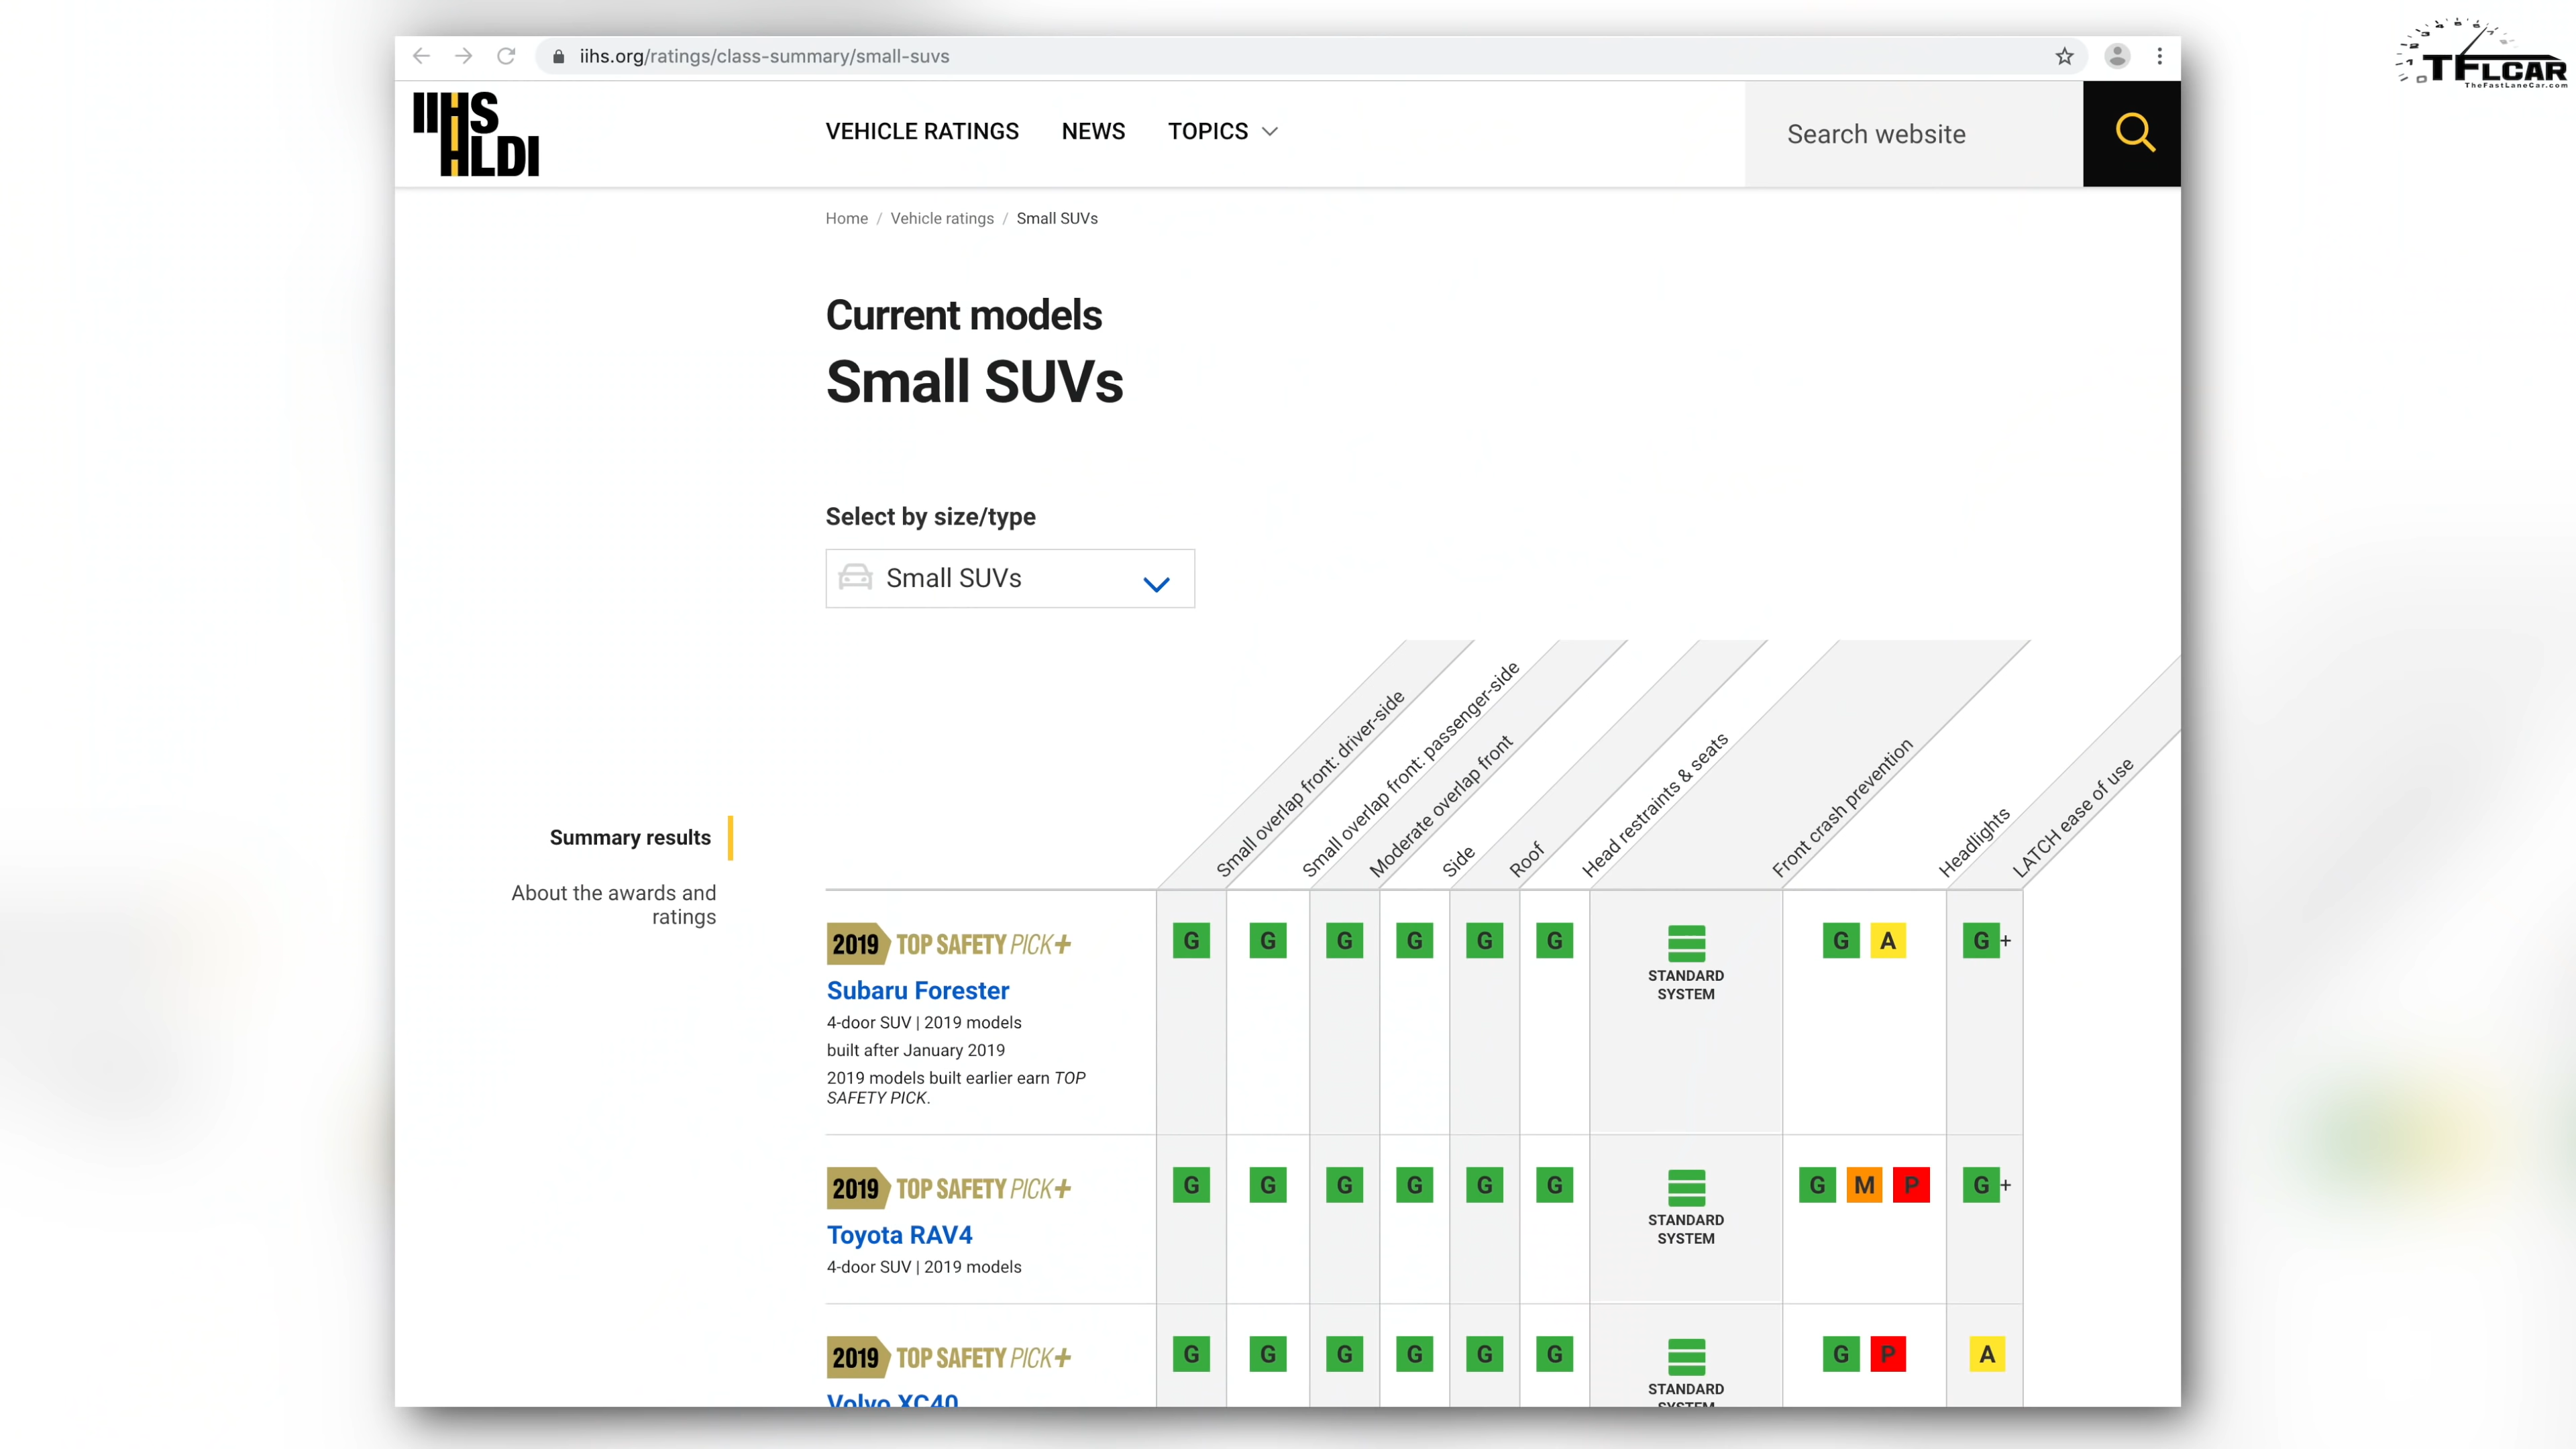 TFLCAR
TheFastLaneCar.com
iihs.org/ratings/class-summary/small-suvs
IIHS
HLDI
VEHICLE RATINGS NEWS TOPICS
Search website
Home / Vehicle ratings / Small SUVs
Current models
Small SUVs
Select by size/type
Small SUVs
Small overlap front: driver-side
Small overlap front: passenger-side
Moderate overlap front
Side
Roof
Head restraints & seats
Front crash prevention
Headlights
LATCH ease of use
Summary results
About the awards and
ratings
2019 TOP SAFETY PICK+ G G G G G G G A G+
STANDARD
SYSTEM
Subaru Forester
4-door SUV | 2019 models
built after January 2019
2019 models built earlier earn TOP
SAFETY PICK.
2019 TOP SAFETY PICK+ G G G G G G G M P G+
STANDARD
SYSTEM
Toyota RAV4
4-door SUV | 2019 models
2019 TOP SAFETY PICK+ G G G G G G G P A
STANDARD
SYSTEM
Volvo XC40